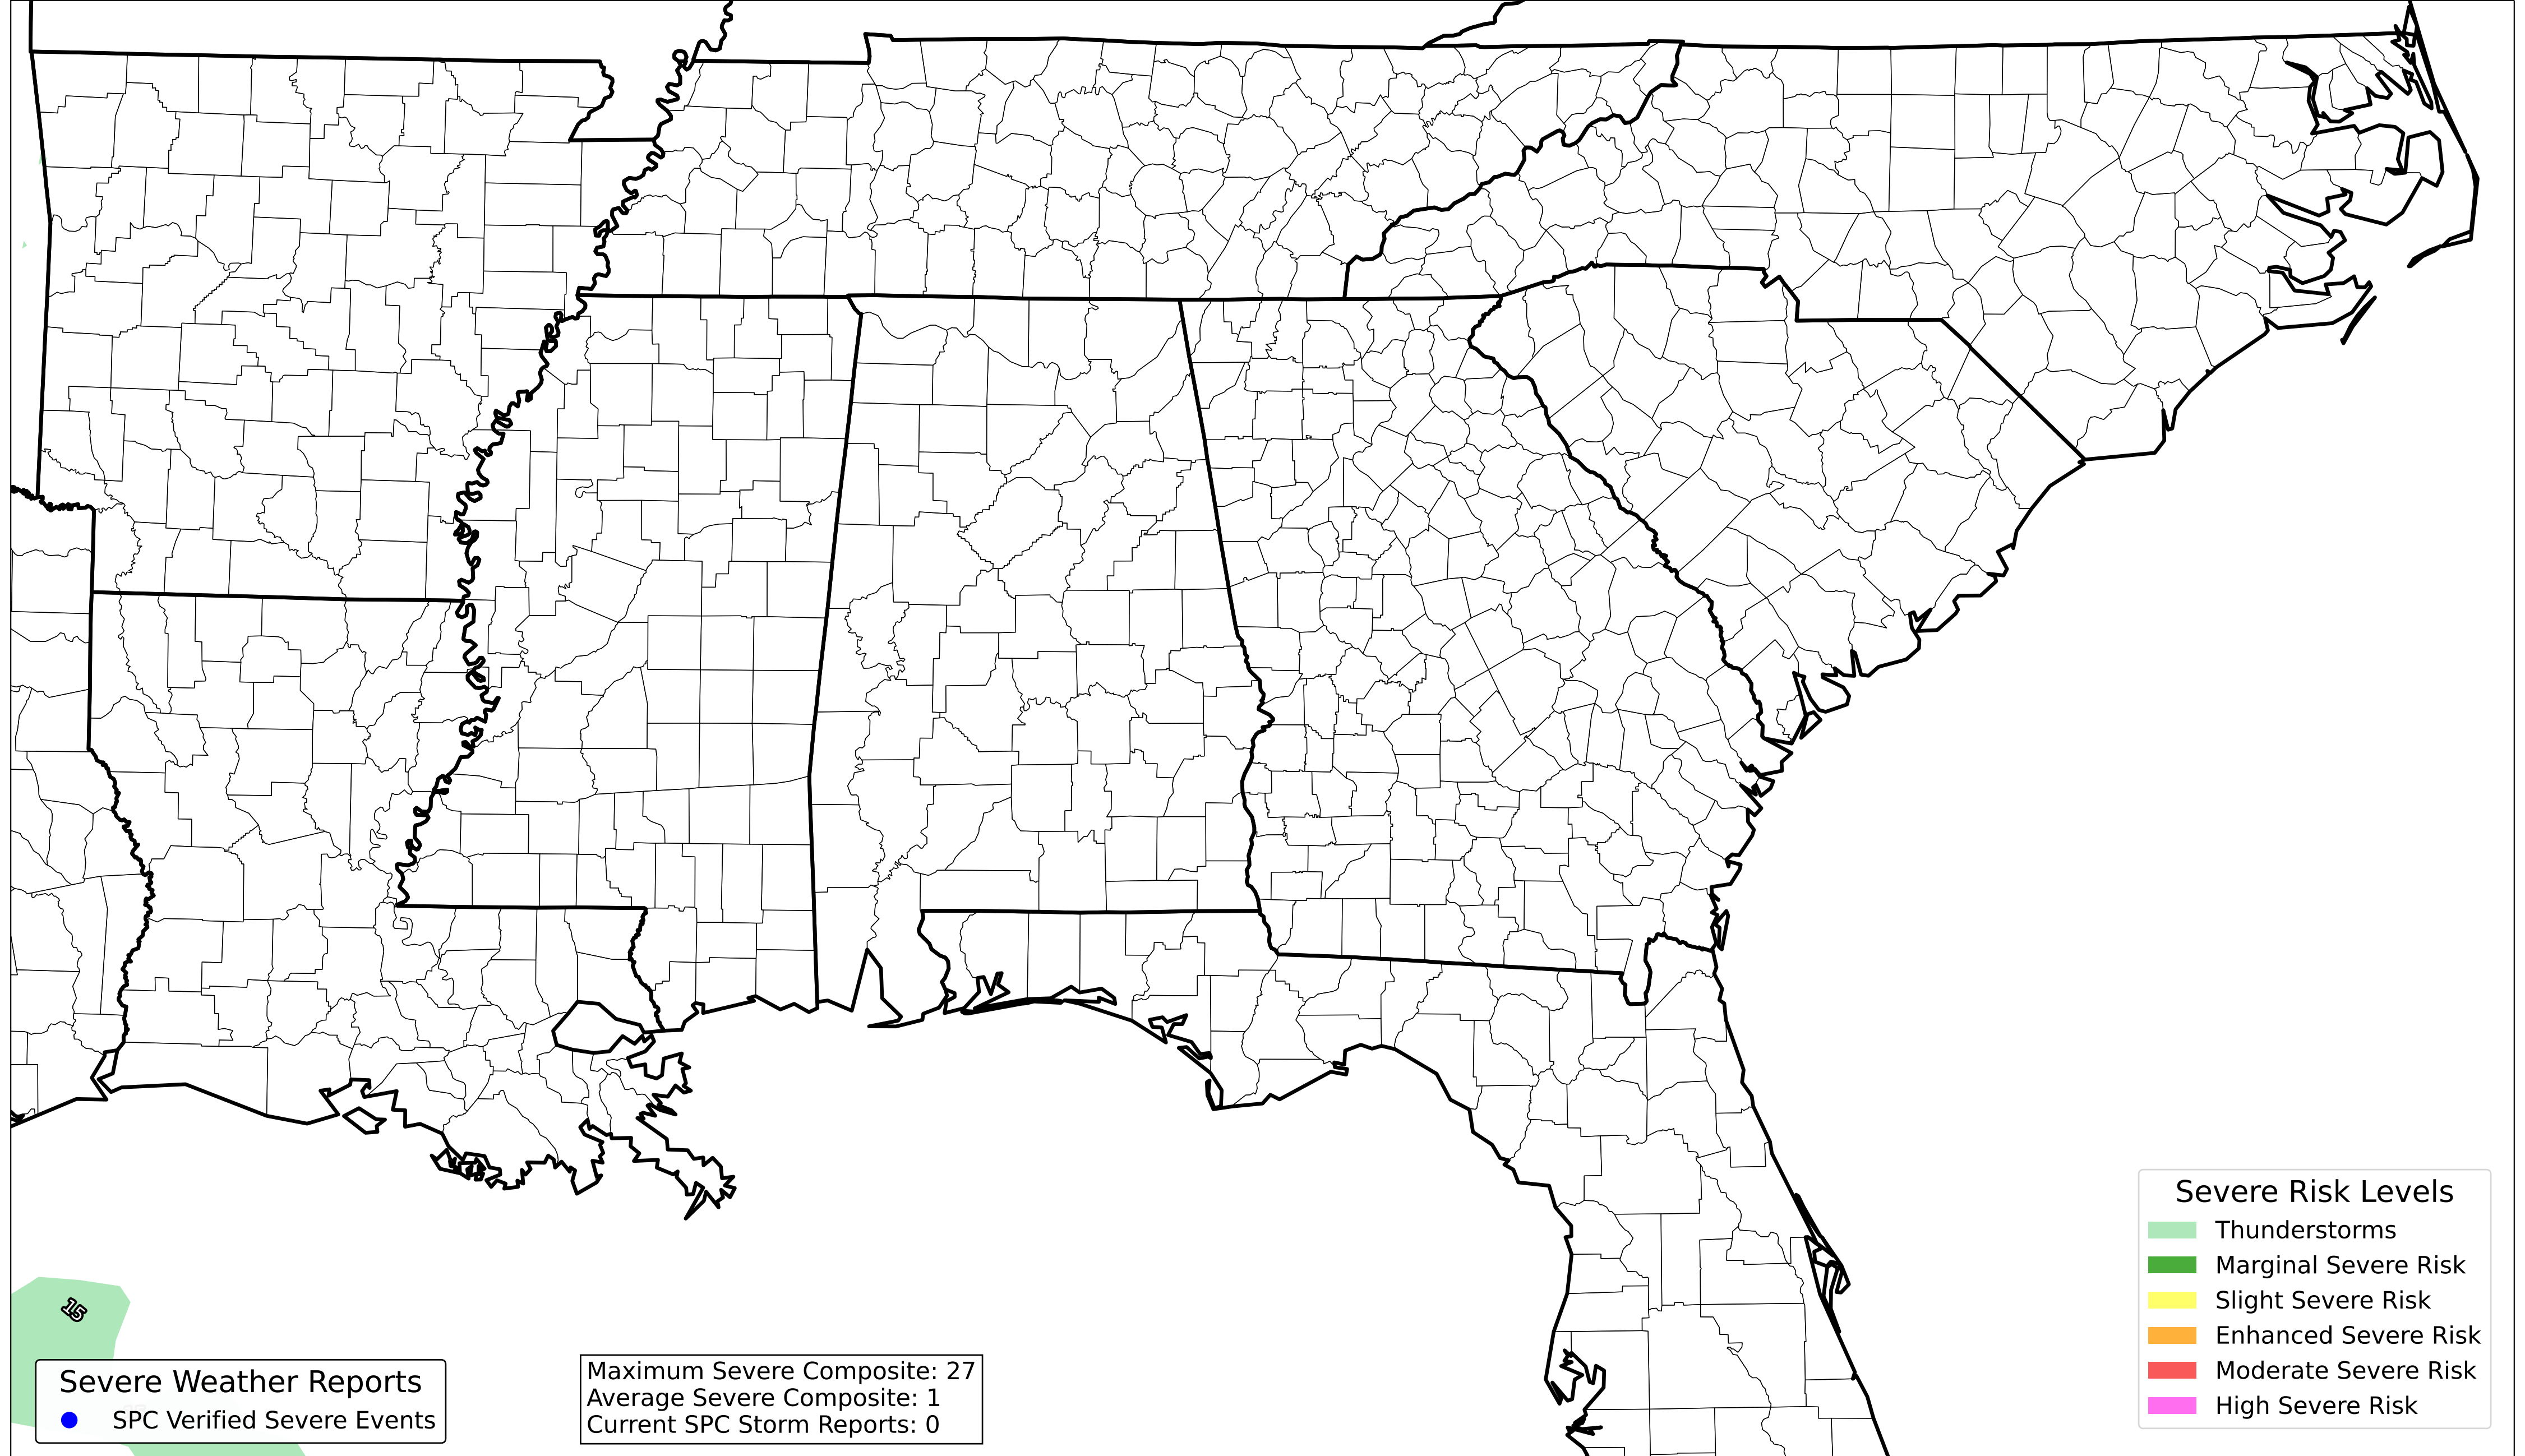 15
Severe Weather Reports
SPC Verified Severe Events
Maximum Severe Composite: 27
Average Severe Composite: 1
Current SPC Storm Reports: 0
Severe Risk Levels
Thunderstorms
Marginal Severe Risk
Slight Severe Risk
Enhanced Severe Risk
Moderate Severe Risk
High Severe Risk